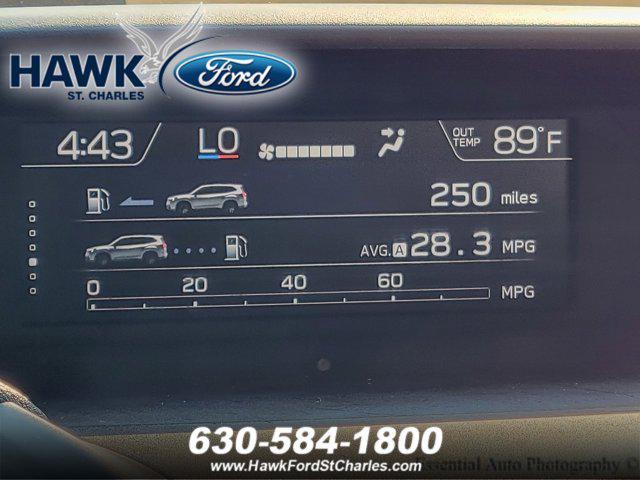 HAWK
ST. CHARLES
Ford
4:43 LO OUT TEMP 89°F
250 miles
AVG. A 28.3 MPG
0 20 40 60 MPG
630-584-1800
www.HawkFordStCharles.com
Essential Auto Photography ©